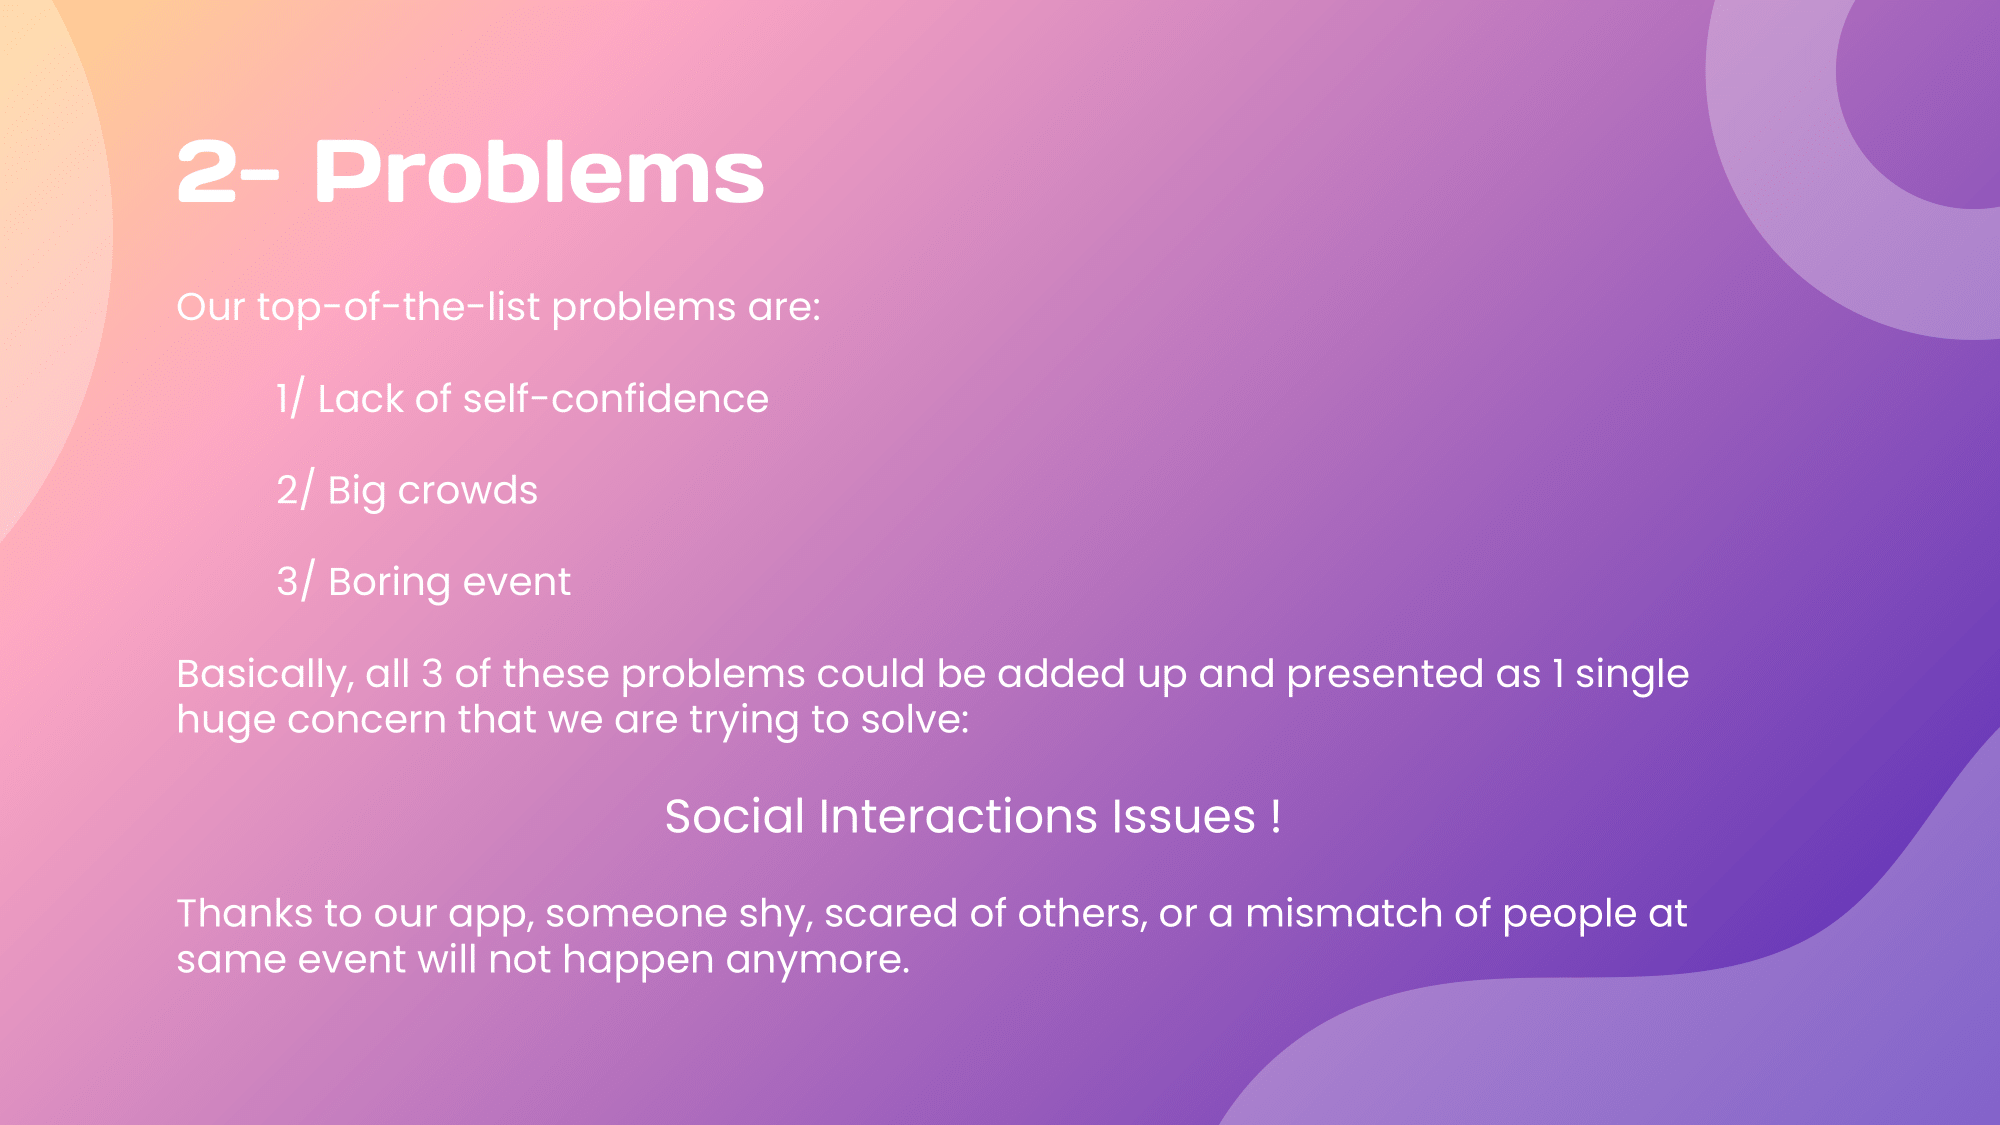 2- Problems
Our top-of-the-list problems are:
1/ Lack of self-confidence
2/ Big crowds
3/ Boring event
Basically, all 3 of these problems could be added up and presented as 1 single
huge concern that we are trying to solve:
Social Interactions Issues !
Thanks to our app, someone shy, scared of others, or a mismatch of people at
same event will not happen anymore.